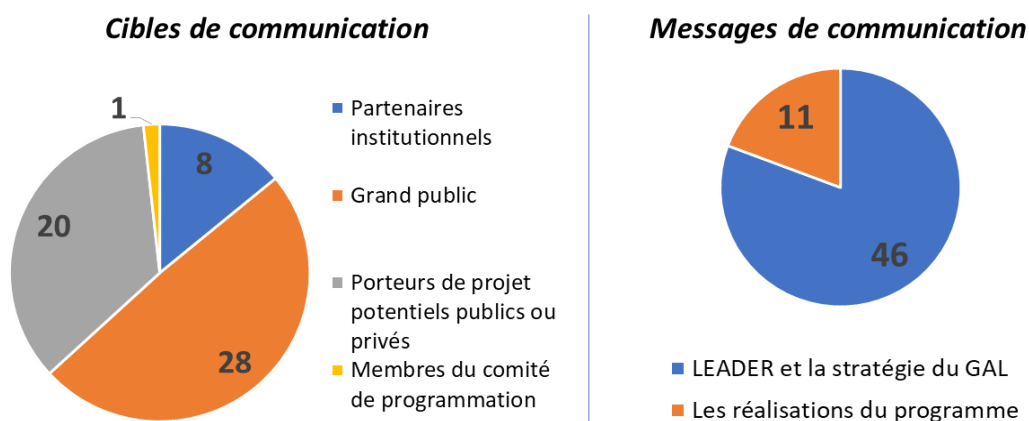 Cibles de communication
1
8
20
28
Partenaires
institutionnels
Grand public
Porteurs de projet
potentiels publics ou
privés
Membres du comité
de programmation
Messages de communication
11
46
LEADER et la stratégie du GAL
Les réalisations du programme